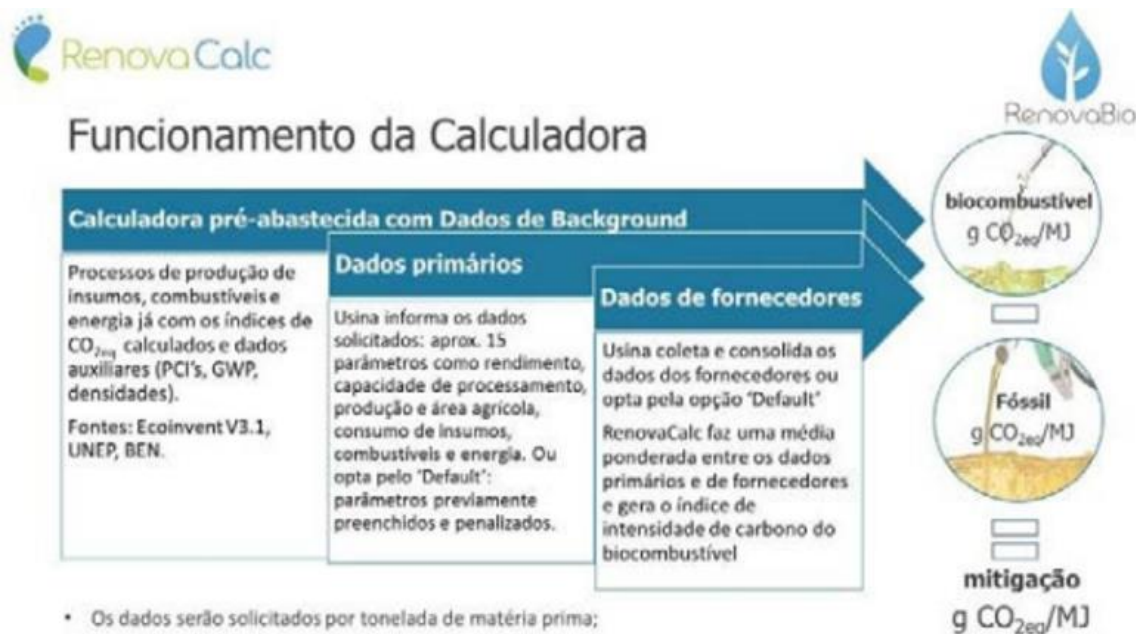 RenovaCalc
RenovaBio
Funcionamento da Calculadora
Calculadora pré-abastecida com Dados de Background
Processos de produção de
insumos, combustíveis e
energia já com os índices de
CO₂eq calculados e dados
auxiliares (PCI's, GWP,
densidades).
Fontes: Ecoinvent V3.1,
UNEP, BEN.
Dados primários
Usina informa os dados
solicitados: aprox. 15
parâmetros como rendimento,
capacidade de processamento,
produção e área agrícola,
consumo de insumos,
combustíveis e energia. Ou
opta pelo "Default":
parâmetros previamente
preenchidos e penalizados.
Dados de fornecedores
Usina coleta e consolida os
dados dos fornecedores ou
opta pela opção "Default"
RenovaCalc faz uma média
ponderada entre os dados
primários e de fornecedores
e gera o índice de
intensidade de carbono do
biocombustível
biocombustível
g CO₂eq/MJ
Fóssil
g CO₂eq/MJ
mitigação
g CO₂eq/MJ
• Os dados serão solicitados por tonelada de matéria prima;